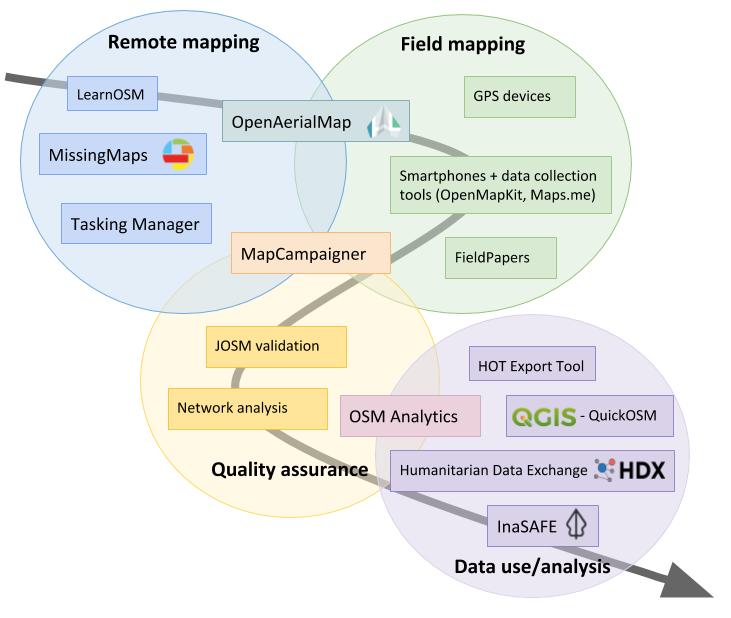 Remote mapping
Field mapping
LearnOSM
GPS devices
OpenAerialMap
MissingMaps
Smartphones + data collection
tools (OpenMapKit, Maps.me)
Tasking Manager
MapCampaigner
FieldPapers
JOSM validation
HOT Export Tool
Network analysis
OSM Analytics
QGIS - QuickOSM
Quality assurance
Humanitarian Data Exchange HDX
InaSAFE
Data use/analysis